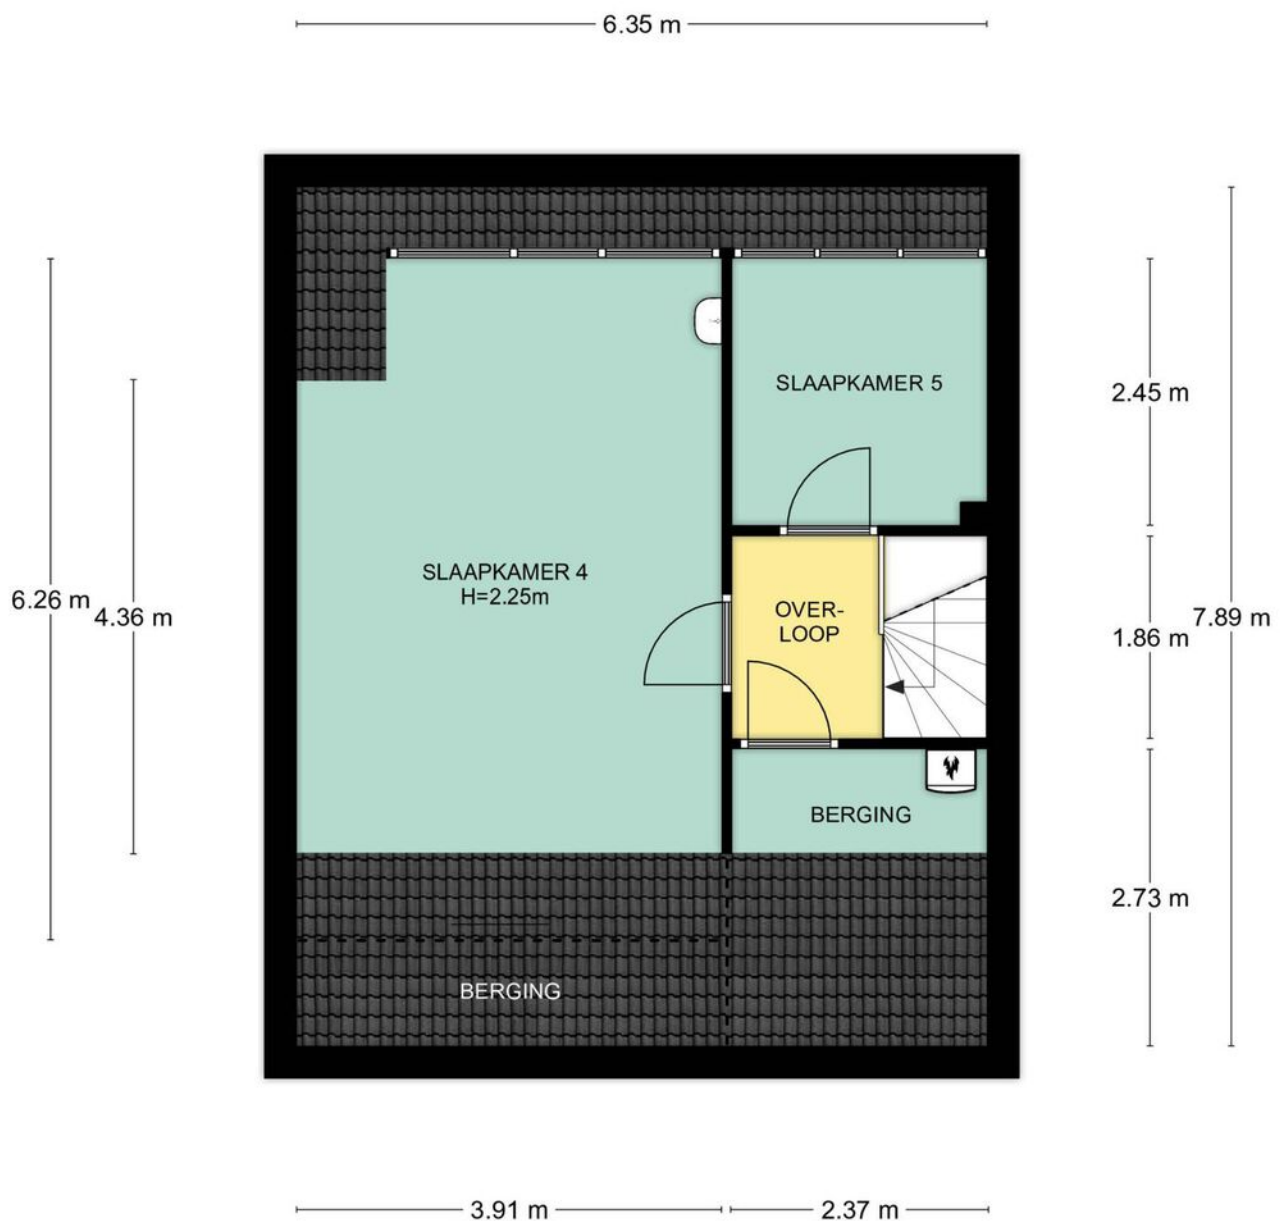 6.35 m
SLAAPKAMER 5
2.45 m
SLAAPKAMER 4
H=2.25m
6.26 m
4.36 m
OVER-
LOOP
1.86 m
7.89 m
BERGING
2.73 m
BERGING
3.91 m
2.37 m